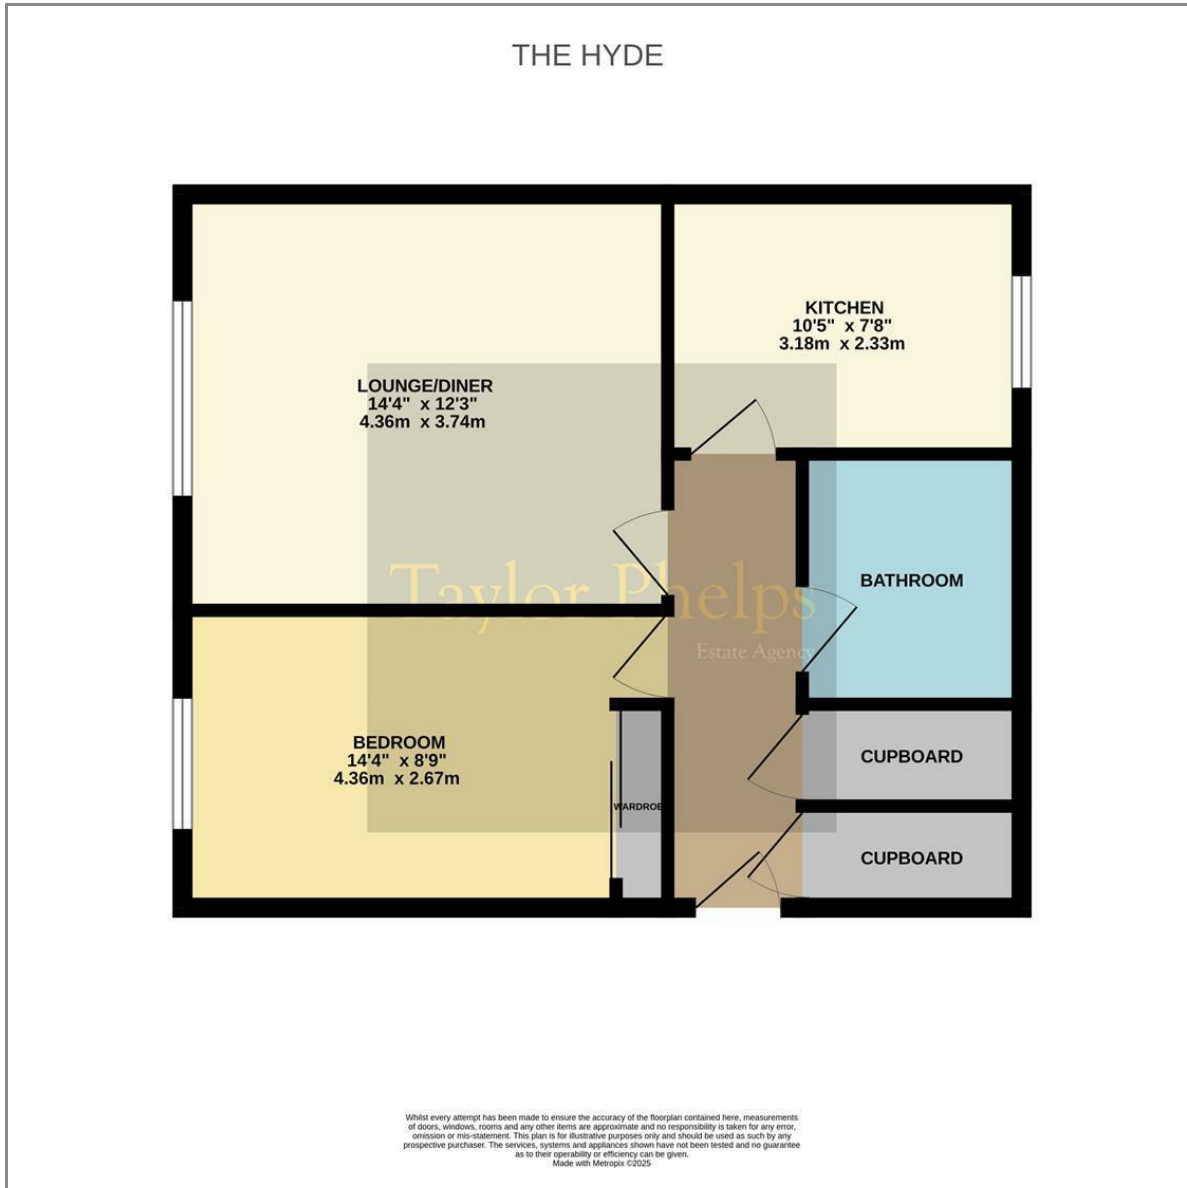 THE HYDE
KITCHEN
10'5" x 7'8"
3.18m x 2.33m
LOUNGE/DINER
14'4" x 12'3"
4.36m x 3.74m
BATHROOM
Taylor Phelps
Estate Agency
BEDROOM
14'4" x 8'9"
4.36m x 2.67m
WARDROB
CUPBOARD
CUPBOARD
Whilst every attempt has been made to ensure the accuracy of the floorplan contained here, measurements
of doors, windows, rooms and any other items are approximate and no responsibility is taken for any error,
omission or mis-statement. This plan is for illustrative purposes only and should be used as such by any
prospective purchaser. The services, systems and appliances shown have not been tested and no guarantee
as to their operability or efficiency can be given.
Made with Metropix ©2025